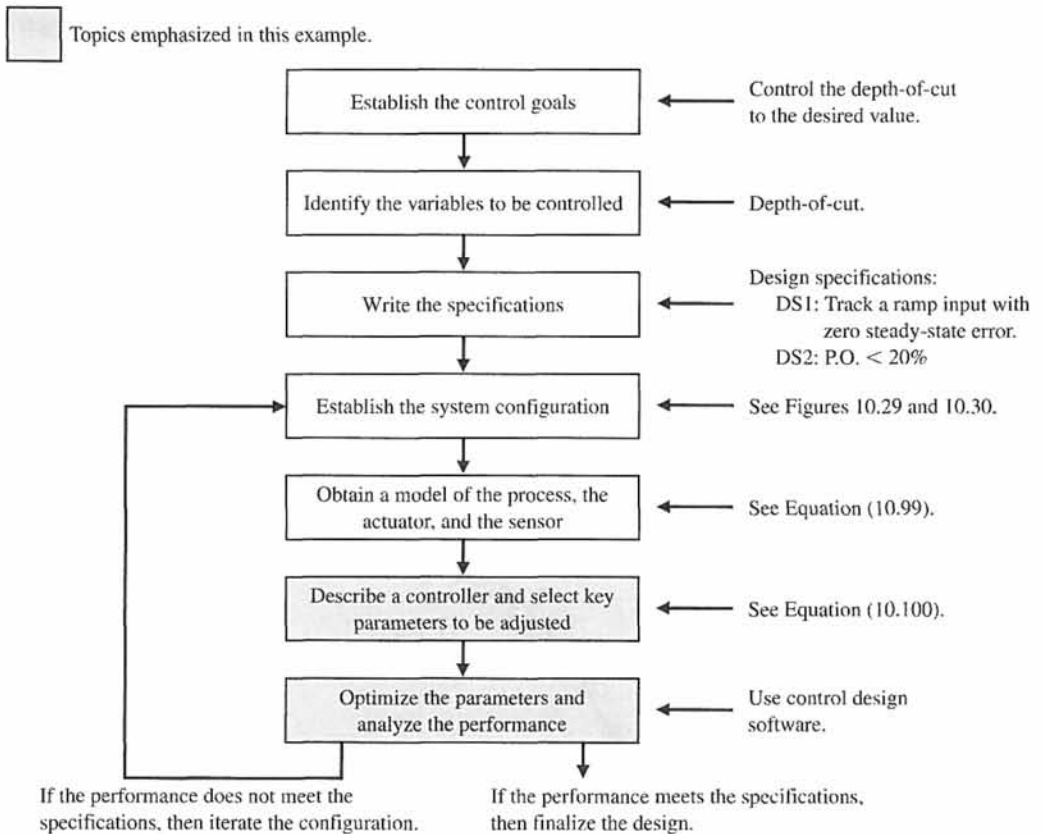 Topics emphasized in this example.
Establish the control goals
Control the depth-of-cut
to the desired value.
Identify the variables to be controlled
Depth-of-cut.
Write the specifications
Design specifications:
DS1: Track a ramp input with
zero steady-state error.
DS2: P.O. < 20%
Establish the system configuration
See Figures 10.29 and 10.30.
Obtain a model of the process, the
actuator, and the sensor
See Equation (10.99).
Describe a controller and select key
parameters to be adjusted
See Equation (10.100).
Optimize the parameters and
analyze the performance
Use control design
software.
If the performance does not meet the
specifications, then iterate the configuration.
If the performance meets the specifications,
then finalize the design.